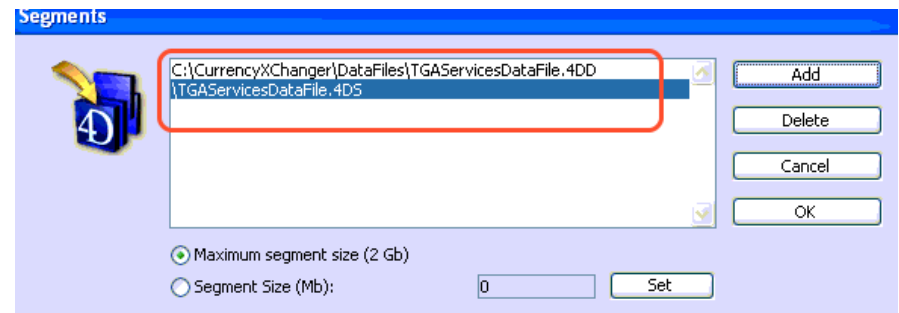 Segments
C:\CurrencyXChanger\DataFiles\TGAServicesDataFile.4DD
\TGAServicesDataFile.4DS
Add
Delete
Cancel
OK
4D
Maximum segment size (2 Gb)
Segment Size (Mb):
0
Set